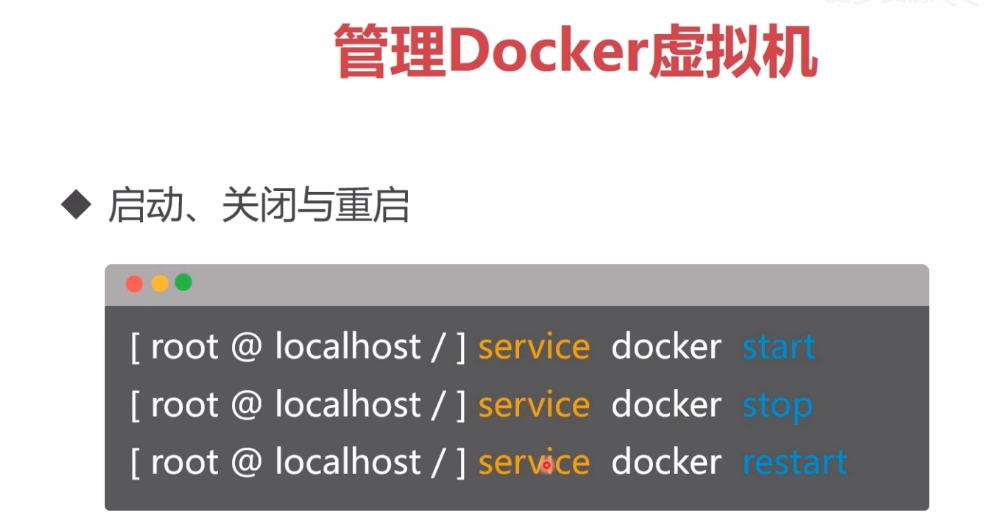 管理Docker虚拟机
◆ 启动、关闭与重启
[ root @ localhost / ] service docker start
[ root @ localhost / ] service docker stop
[ root @ localhost / ] service docker restart